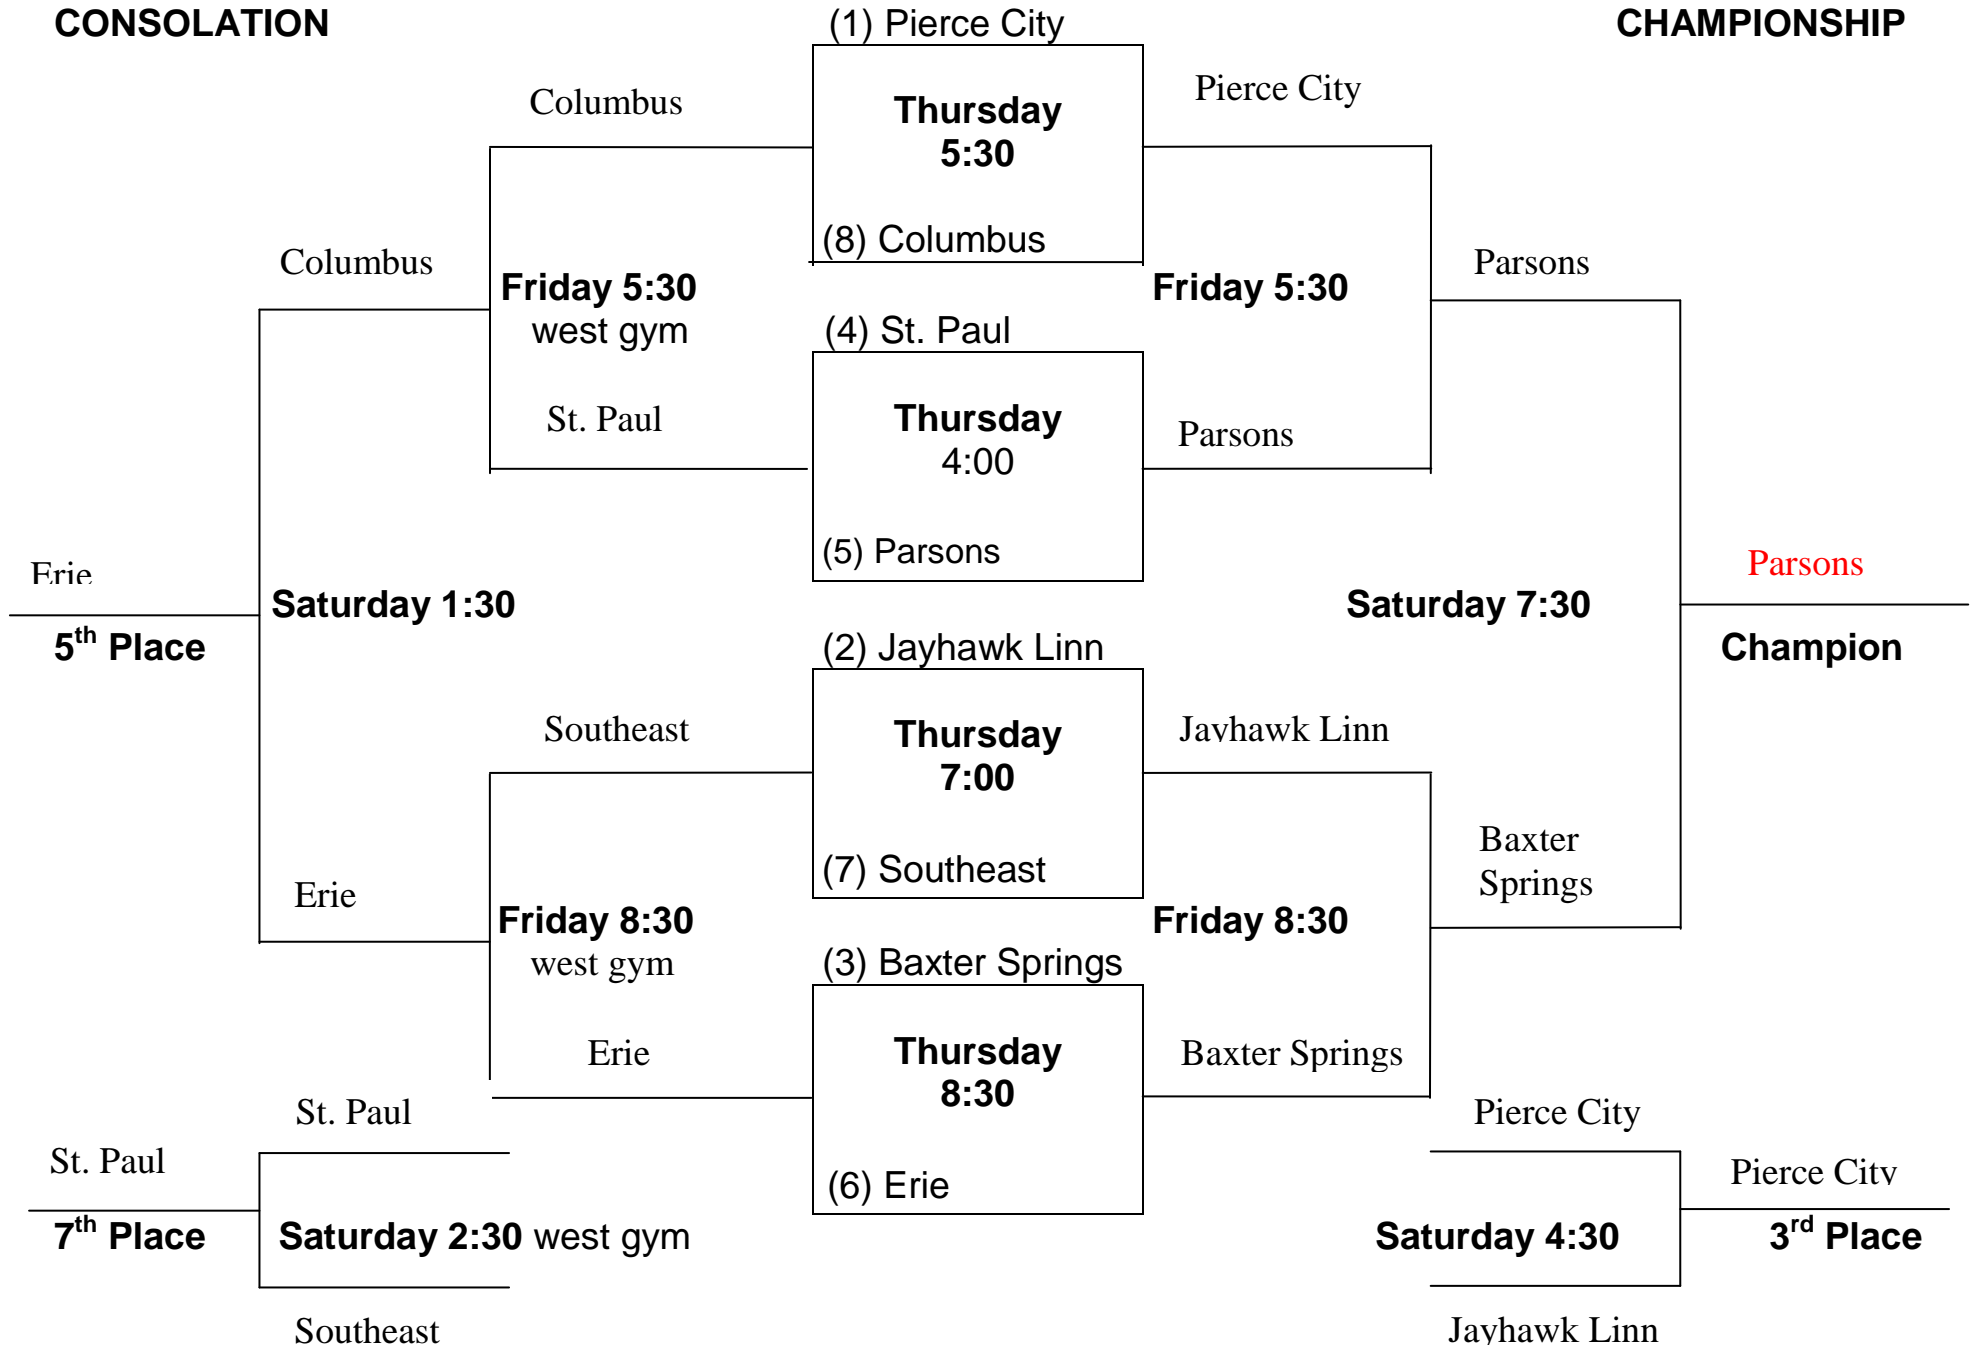 CONSOLATION
(1) Pierce City
CHAMPIONSHIP
Columbus
Thursday
5:30
Pierce City
(8) Columbus
Columbus
Parsons
Friday 5:30
west gym
Friday 5:30
(4) St. Paul
St. Paul
Thursday
4:00
Parsons
(5) Parsons
Erie
Parsons
Saturday 1:30
Saturday 7:30
5th Place
(2) Jayhawk Linn
Champion
Southeast
Thursday
7:00
Jayhawk Linn
(7) Southeast
Baxter
Springs
Erie
Friday 8:30
west gym
Friday 8:30
(3) Baxter Springs
Erie
Thursday
8:30
Baxter Springs
St. Paul
Pierce City
St. Paul
(6) Erie
Pierce City
7th Place
Saturday 2:30 west gym
Saturday 4:30
3rd Place
Southeast
Jayhawk Linn